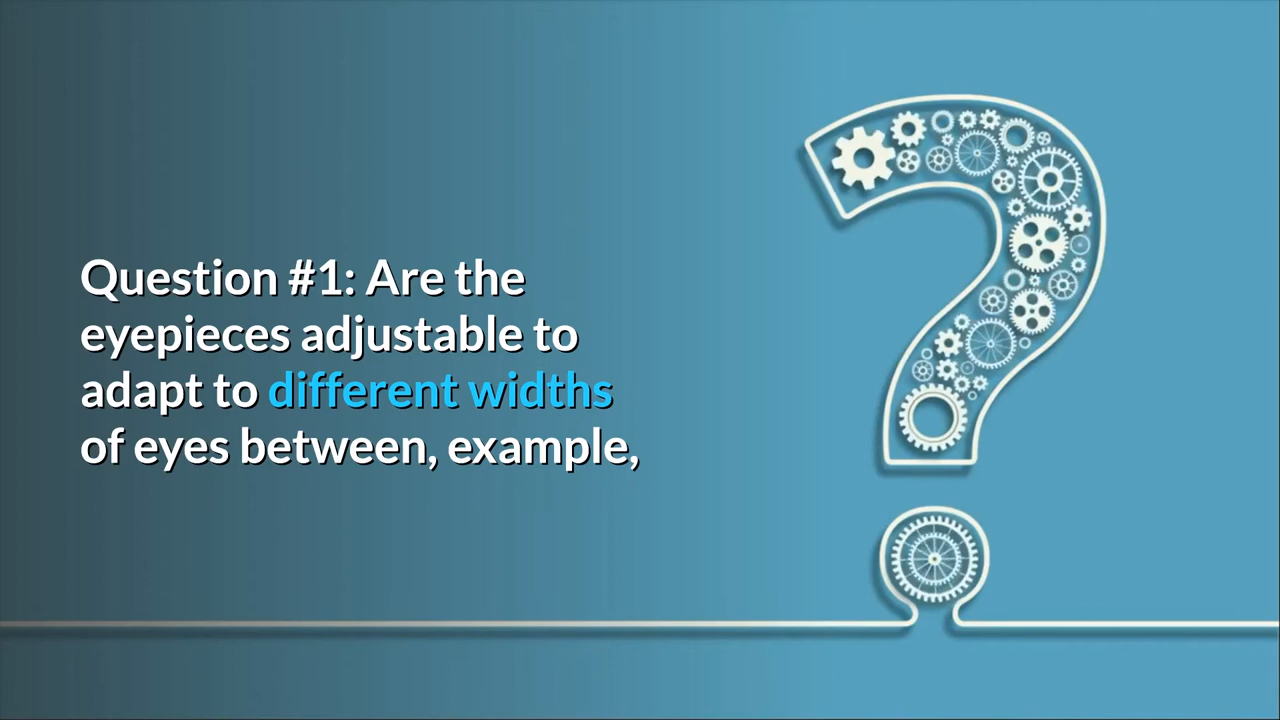 Question #1: Are the
eyepieces adjustable to
adapt to different widths
of eyes between, example,